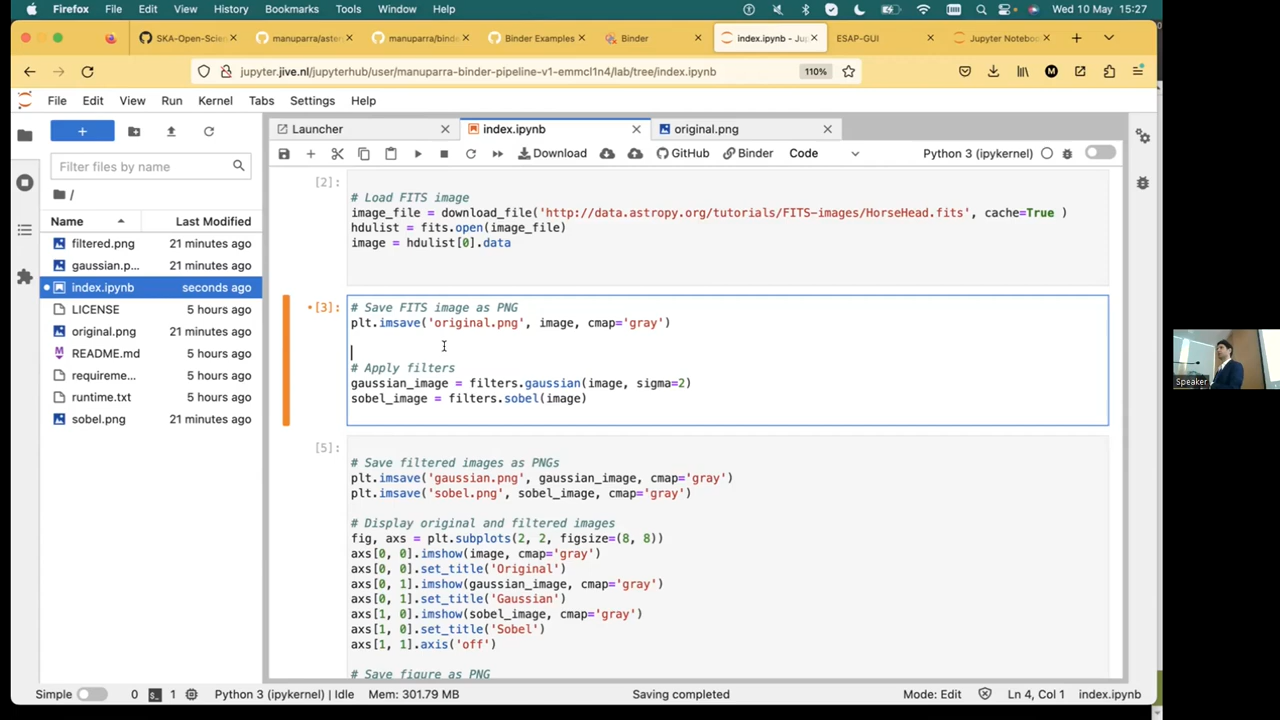 Firefox File Edit View History Bookmarks Tools Window Help Wed 10 May 15:27
SKA-Open-Scien manuparra/aster manuparra/binde Binder Examples Binder index.ipynb - Jup ESAP-GUI Jupyter Notebo
jupyter.jive.nl/jupyterhub/user/manuparra-binder-pipeline-v1-emmcl1n4/lab/tree/index.ipynb 110% M
File Edit View Run Kernel Tabs Settings Help
Launcher index.ipynb original.png
Download GitHub Binder Code Python 3 (ipykernel)
Filter files by name
/
Name Last Modified
filtered.png 21 minutes ago
gaussian.p... 21 minutes ago
index.ipynb seconds ago
LICENSE 5 hours ago
original.png 21 minutes ago
README.md 5 hours ago
requireme... 5 hours ago
runtime.txt 5 hours ago
sobel.png 21 minutes ago
[2]:
# Load FITS image
image_file = download_file('http://data.astropy.org/tutorials/FITS-images/HorseHead.fits', cache=True )
hdulist = fits.open(image_file)
image = hdulist[0].data
[3]:
# Save FITS image as PNG
plt.imsave('original.png', image, cmap='gray')
# Apply filters
gaussian_image = filters.gaussian(image, sigma=2)
sobel_image = filters.sobel(image)
[5]:
# Save filtered images as PNGs
plt.imsave('gaussian.png', gaussian_image, cmap='gray')
plt.imsave('sobel.png', sobel_image, cmap='gray')
# Display original and filtered images
fig, axs = plt.subplots(2, 2, figsize=(8, 8))
axs[0, 0].imshow(image, cmap='gray')
axs[0, 0].set_title('Original')
axs[0, 1].imshow(gaussian_image, cmap='gray')
axs[0, 1].set_title('Gaussian')
axs[1, 0].imshow(sobel_image, cmap='gray')
axs[1, 0].set_title('Sobel')
axs[1, 1].axis('off')
# Save figure as PNG
Simple 0 1 Python 3 (ipykernel) | Idle Mem: 301.79 MB Saving completed Mode: Edit Ln 4, Col 1 index.ipynb
Speaker